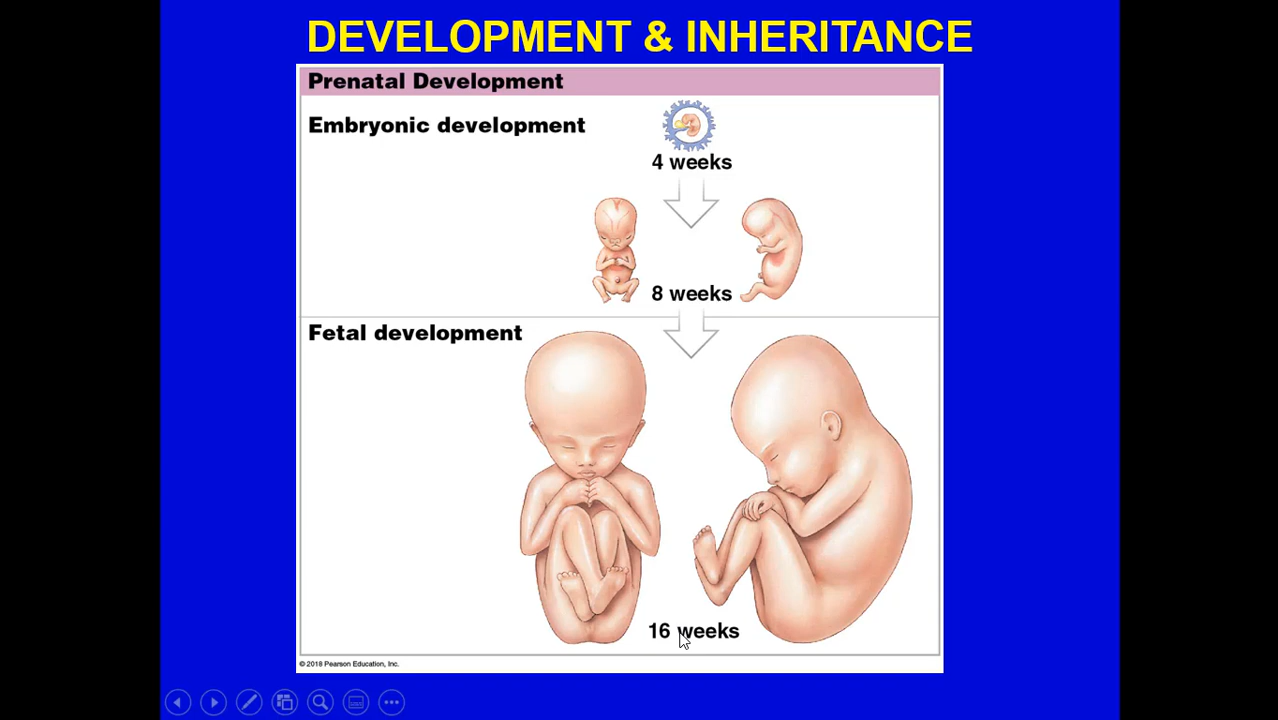 DEVELOPMENT & INHERITANCE
Prenatal Development
Embryonic development
4 weeks
8 weeks
Fetal development
16 weeks
© 2018 Pearson Education, Inc.